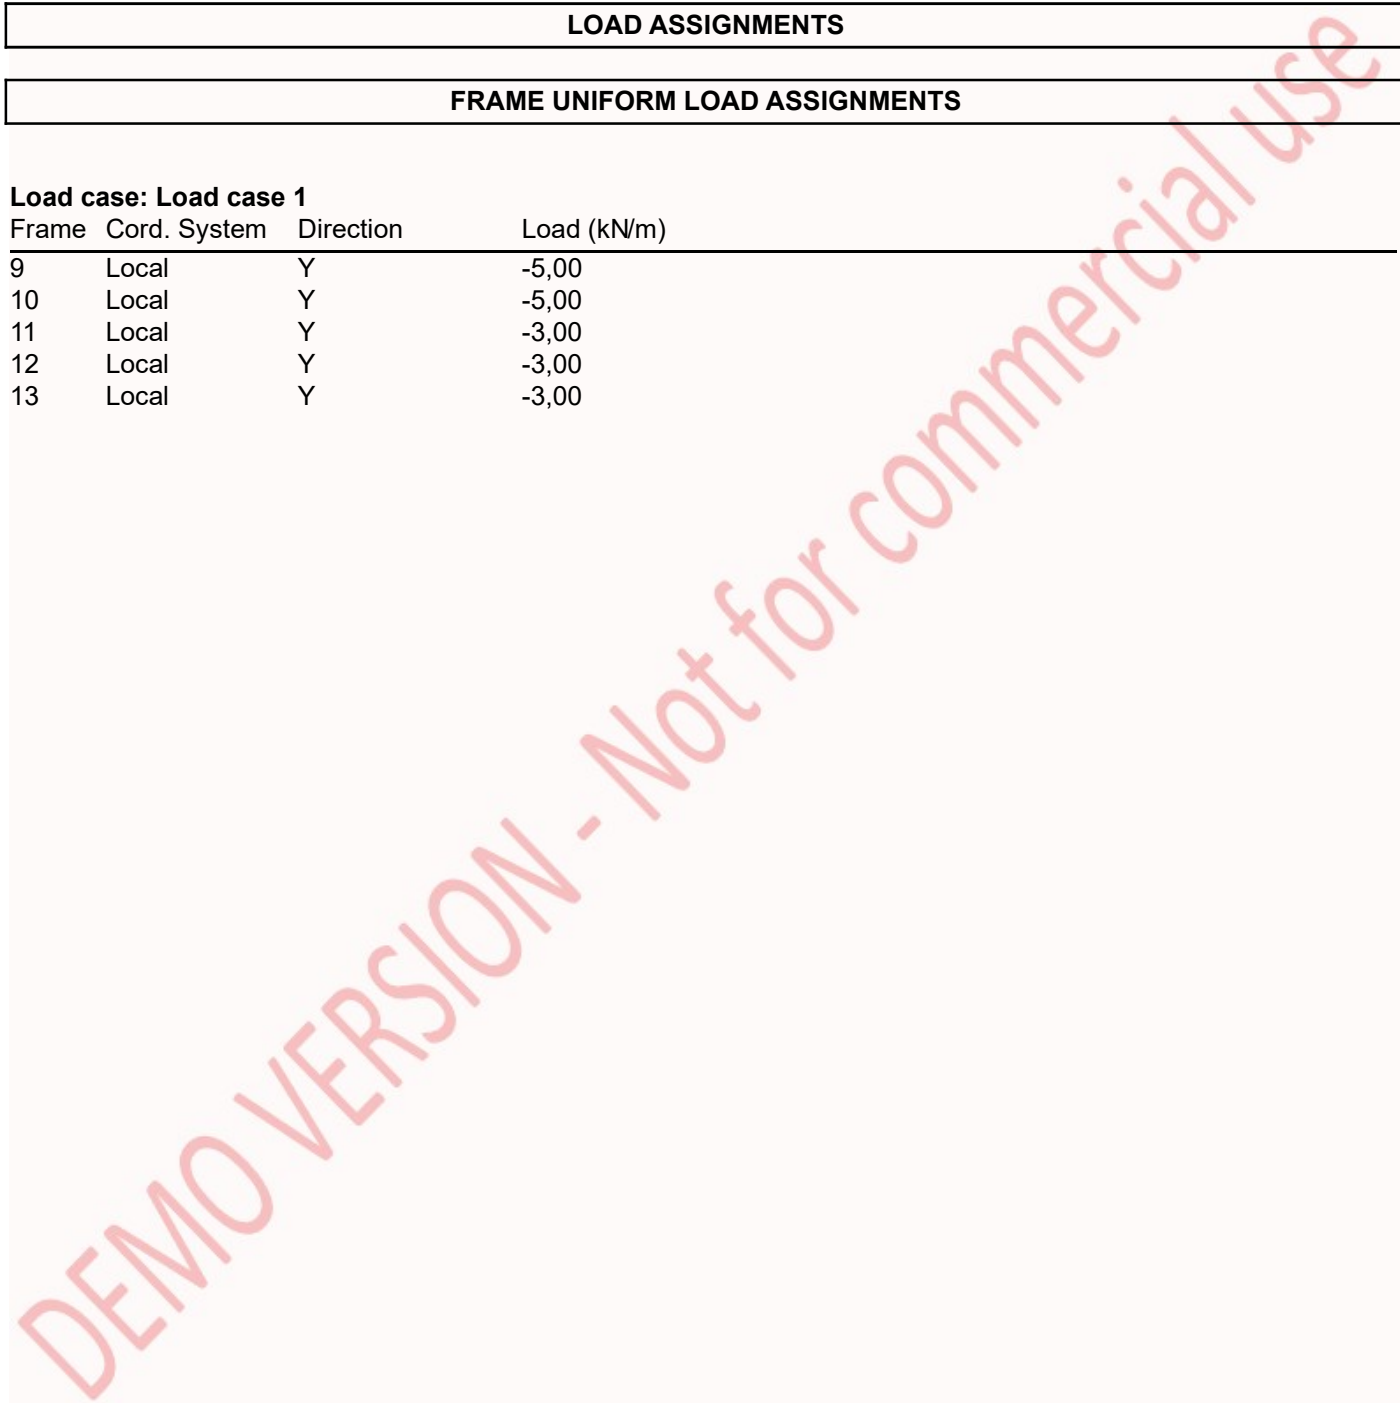 LOAD ASSIGNMENTS
FRAME UNIFORM LOAD ASSIGNMENTS
Load case: Load case 1
Frame Cord. System Direction Load (kN/m)
9 Local Y -5,00
10 Local Y -5,00
11 Local Y -3,00
12 Local Y -3,00
13 Local Y -3,00
DEMO VERSION - Not for commercial use